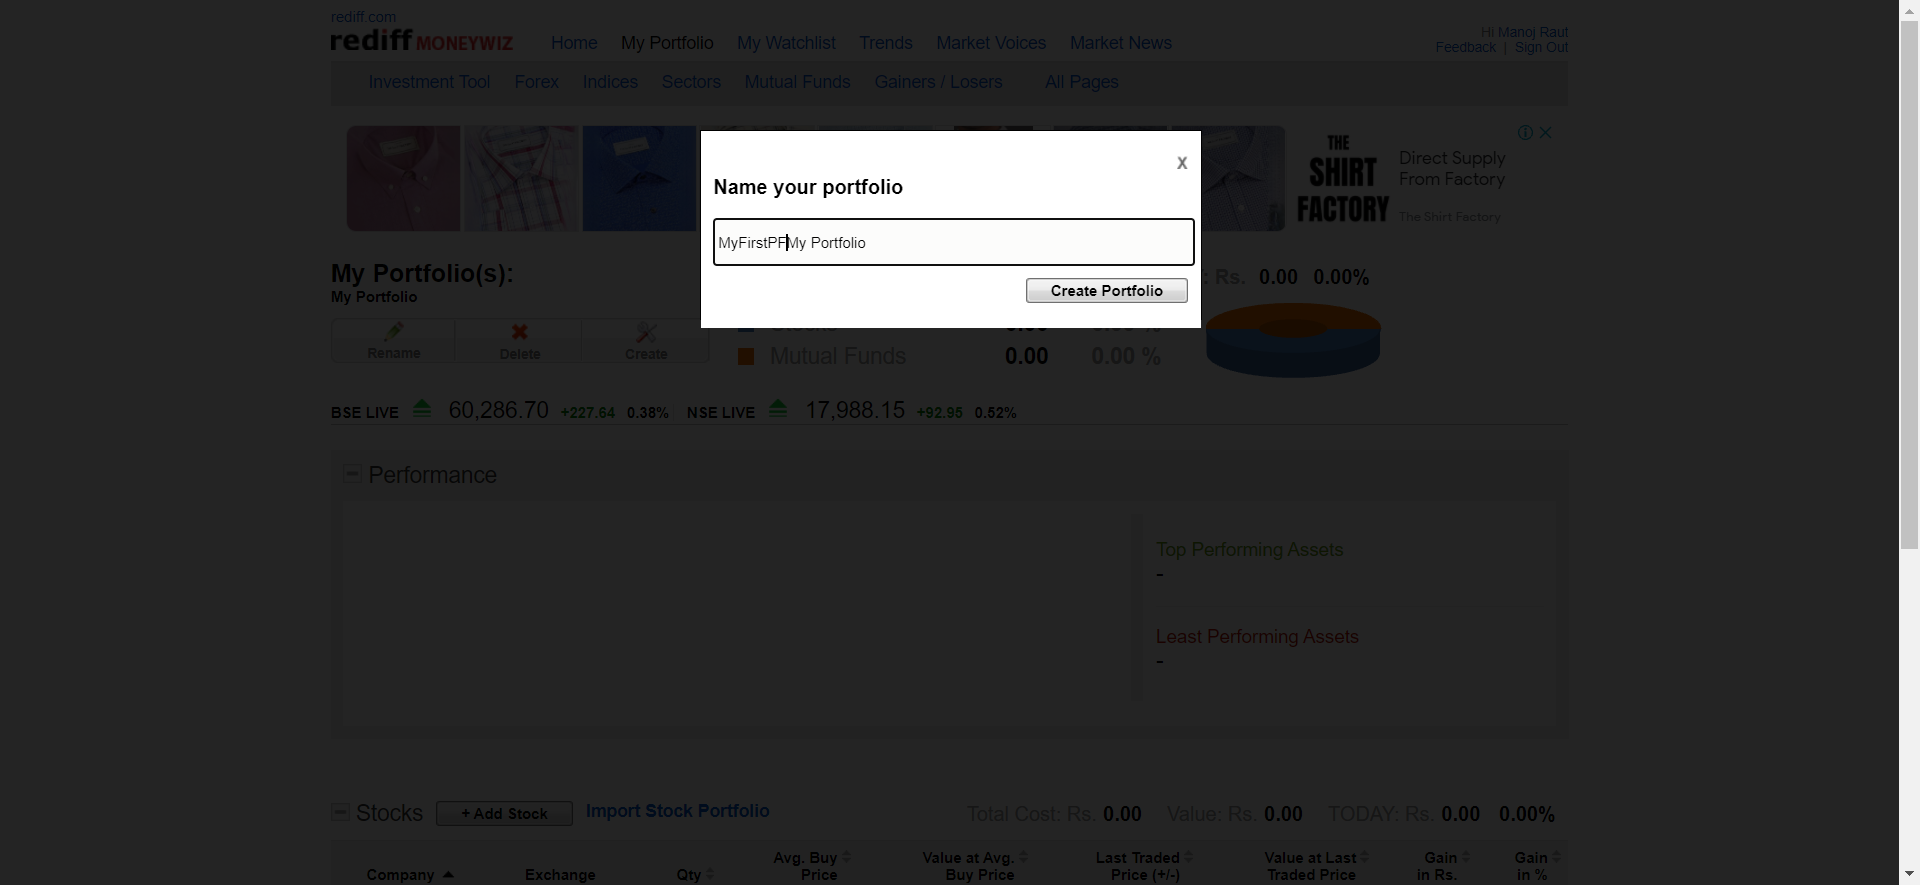 rediff.com
rediff MONEYWIZ
Home My Portfolio My Watchlist Trends Market Voices Market News
Hi Manoj Raut
Feedback | Sign Out
Investment Tool Forex Indices Sectors Mutual Funds Gainers / Losers All Pages
THE
SHIRT
FACTORY
Direct Supply
From Factory
The Shirt Factory
X
Name your portfolio
MyFirstPFMy Portfolio
Create Portfolio
My Portfolio(s):
My Portfolio
: Rs. 0.00 0.00%
Rename Delete Create
Stocks 0.00 0.00 %
Mutual Funds 0.00 0.00 %
BSE LIVE 60,286.70 +227.64 0.38% NSE LIVE 17,988.15 +92.95 0.52%
Performance
Top Performing Assets
-
Least Performing Assets
-
Stocks + Add Stock Import Stock Portfolio Total Cost: Rs. 0.00 Value: Rs. 0.00 TODAY: Rs. 0.00 0.00%
Company Exchange Qty Avg. Buy Price Value at Avg. Buy Price Last Traded Price (+/-) Value at Last Traded Price Gain in Rs. Gain in %